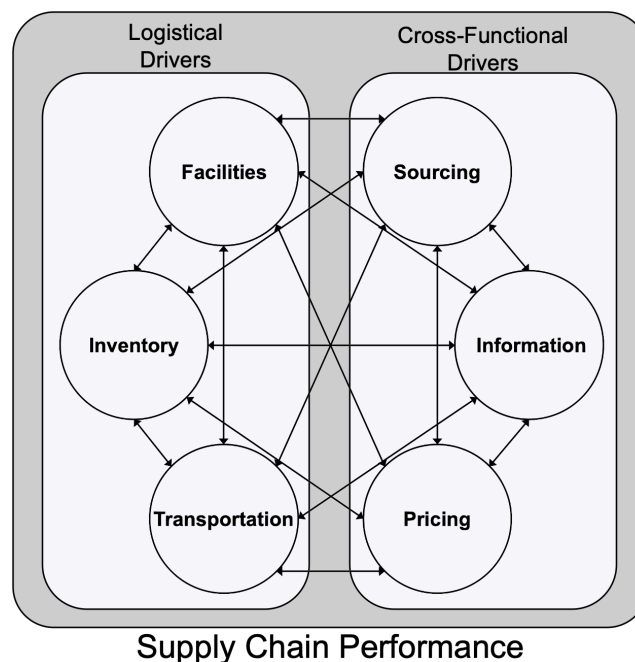 Logistical
Drivers
Cross-Functional
Drivers
Facilities
Sourcing
Inventory
Information
Transportation
Pricing
Supply Chain Performance